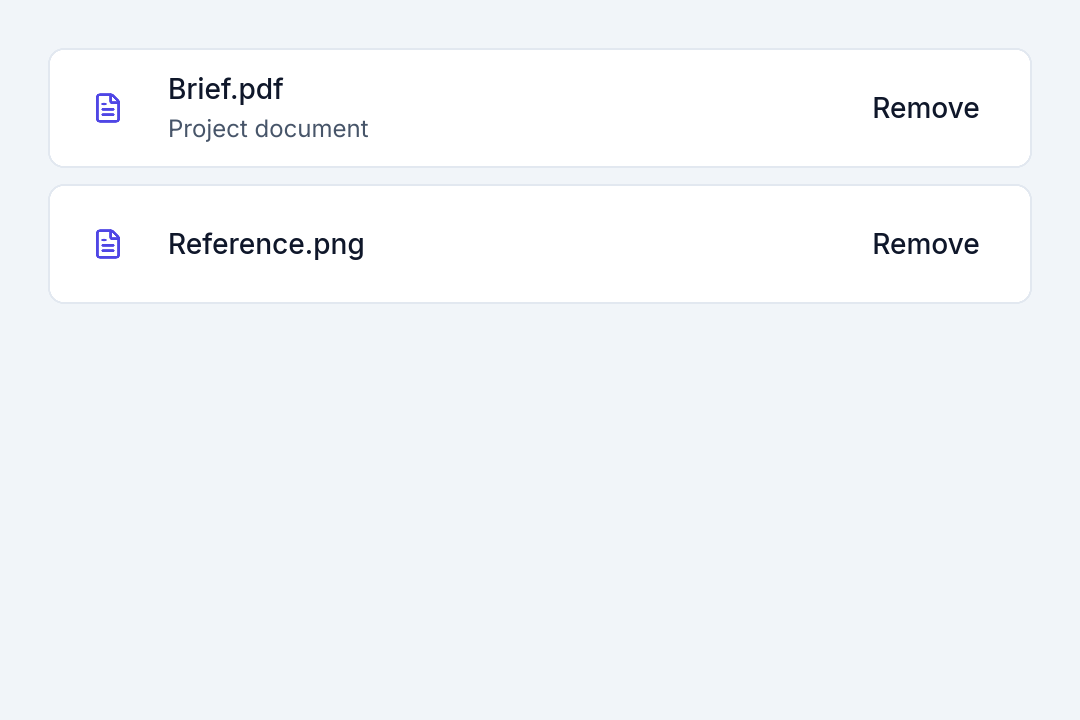 Brief.pdf
Project document
Remove
Reference.png
Remove